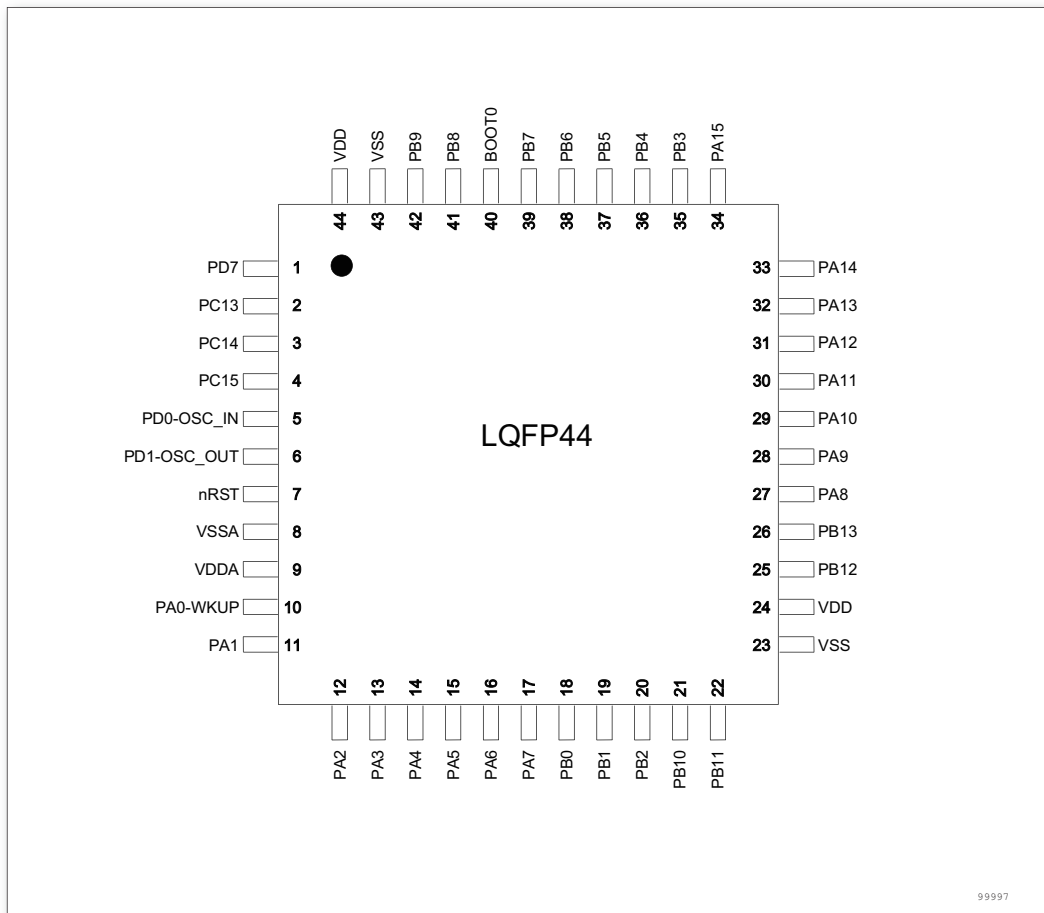 VDD
VSS
PB9
PB8
BOOT0
PB7
PB6
PB5
PB4
PB3
PA15
44
43
42
41
40
39
38
37
36
35
34
PD7 1
PC13 2
PC14 3
PC15 4
PD0-OSC_IN 5
PD1-OSC_OUT 6
nRST 7
VSSA 8
VDDA 9
PA0-WKUP 10
PA1 11
LQFP44
33 PA14
32 PA13
31 PA12
30 PA11
29 PA10
28 PA9
27 PA8
26 PB13
25 PB12
24 VDD
23 VSS
12
13
14
15
16
17
18
19
20
21
22
PA2
PA3
PA4
PA5
PA6
PA7
PB0
PB1
PB2
PB10
PB11
99997